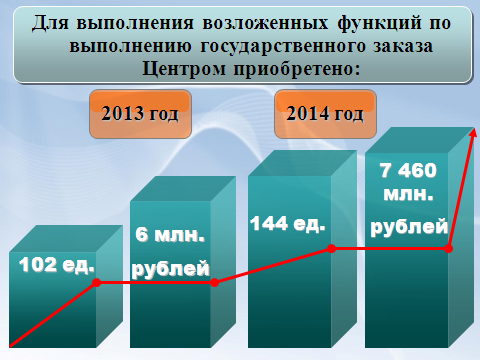 Для выполнения возложенных функций по
выполнению государственного заказа
Центром приобретено:
2013 год
2014 год
102 ед.
6 млн.
рублей
144 ед.
7 460
млн.
рублей